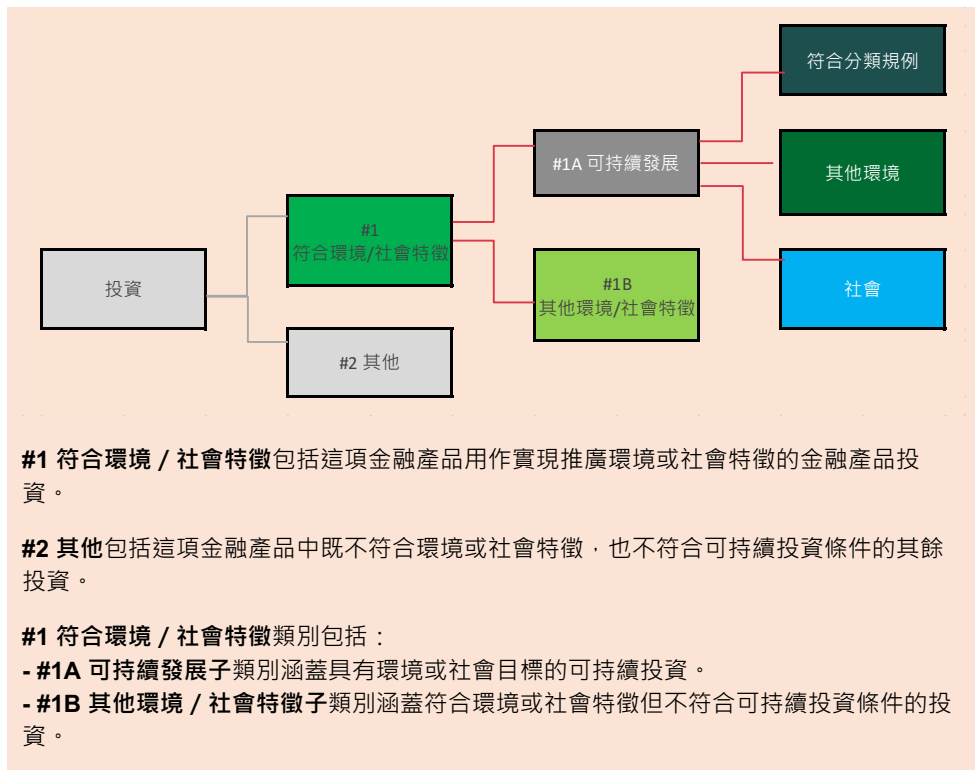 符合分類規例
#1A 可持續發展
其他環境
#1
符合環境/社會特徵
投資
#1B
其他環境/社會特徵
社會
#2 其他
#1 符合環境 / 社會特徵包括這項金融產品用作實現推廣環境或社會特徵的金融產品投
資。
#2 其他包括這項金融產品中既不符合環境或社會特徵，也不符合可持續投資條件的其餘
投資。
#1 符合環境 / 社會特徵類別包括：
- #1A 可持續發展子類別涵蓋具有環境或社會目標的可持續投資。
- #1B 其他環境 / 社會特徵子類別涵蓋符合環境或社會特徵但不符合可持續投資條件的投
資。